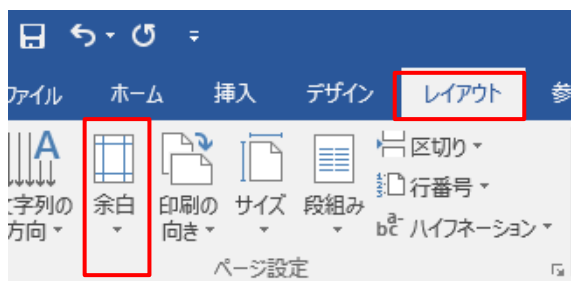 ファイル ホーム 挿入 デザイン レイアウト 参
文字列の 余白 印刷の サイズ 段組み 区切り
方向 向き 行番号
ハイフネーション
ページ設定